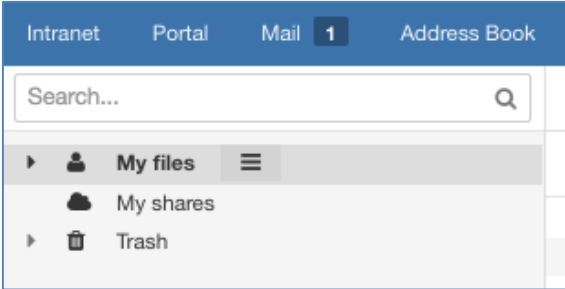 Intranet Portal Mail 1 Address Book
Search...
My files
My shares
Trash